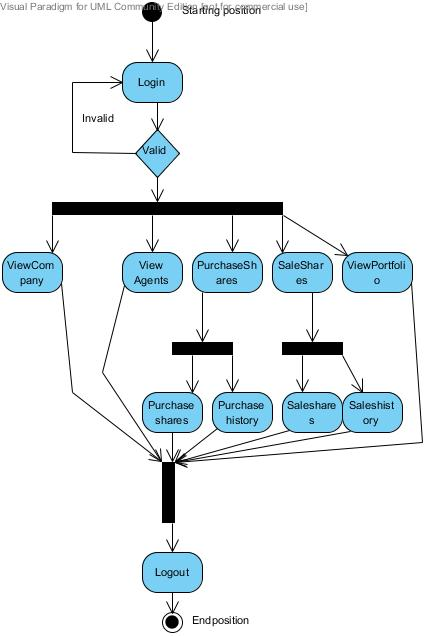 Visual Paradigm for UML Community Edition [not for commercial use]
Starting position
Login
Invalid
Valid
ViewCom
pany
View
Agents
PurchaseSh
ares
SaleShar
es
ViewPortfoli
o
Purchase
shares
Purchase
history
Saleshare
s
Saleshist
ory
Logout
Endposition